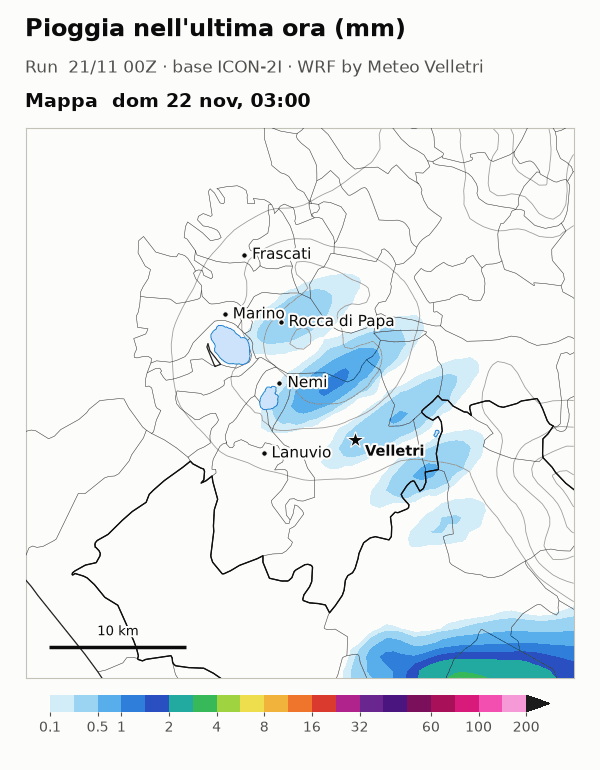 Pioggia nell'ultima ora (mm)
Run  21/11 00Z · base ICON-2I · WRF by Meteo Velletri
Mappa  dom 22 nov, 03:00
Frascati
Marino
Rocca di Papa
Nemi
Velletri
Lanuvio
10 km
0.1 0.5 1 2 4 8 16 32 60 100 200